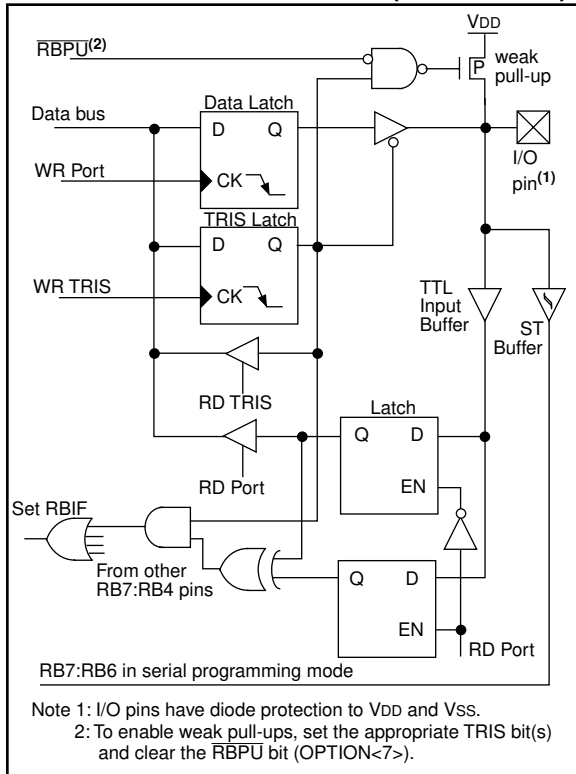 VDD
RBPU(2)
P
weak
pull-up
Data Latch
Data bus
D
Q
WR Port
CK
I/O
pin(1)
TRIS Latch
D
Q
WR TRIS
CK
TTL
Input
Buffer
ST
Buffer
RD TRIS
Latch
Q
D
RD Port
EN
Set RBIF
From other
RB7:RB4 pins
Q
D
EN
RD Port
RB7:RB6 in serial programming mode
Note 1: I/O pins have diode protection to VDD and VSS.
2: To enable weak pull-ups, set the appropriate TRIS bit(s)
and clear the RBPU bit (OPTION<7>).